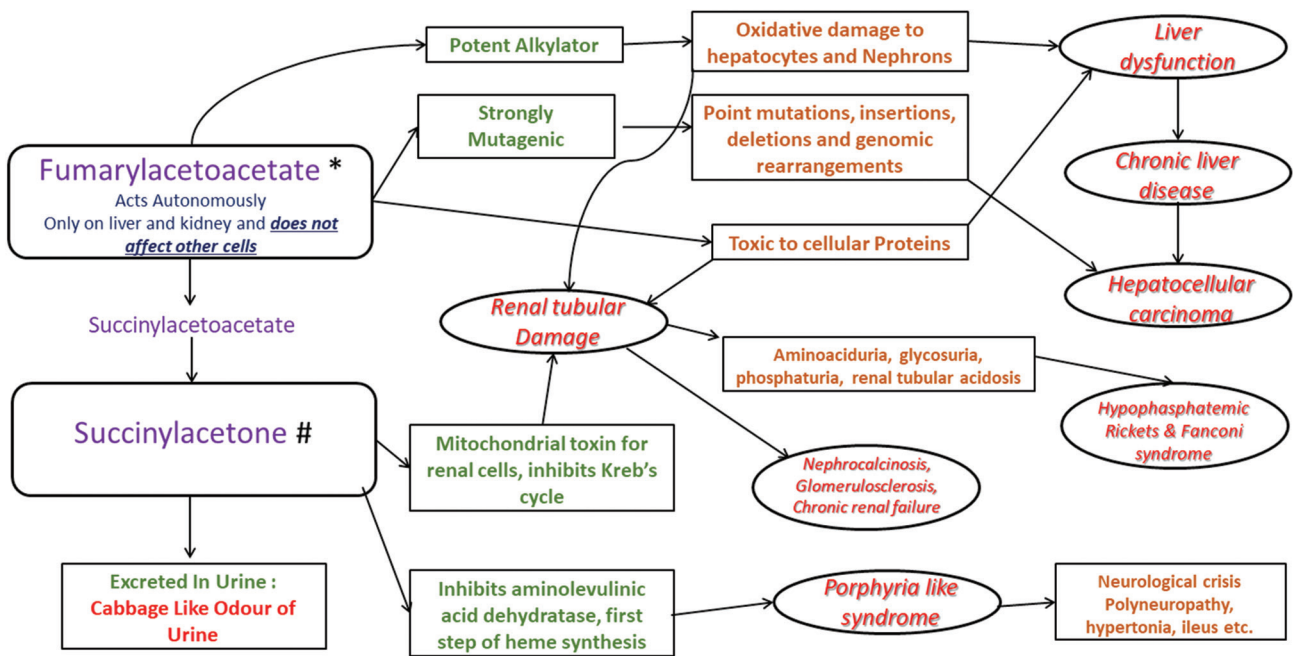 Potent Alkylator
Oxidative damage to
hepatocytes and Nephrons
Liver
dysfunction
Strongly
Mutagenic
Point mutations, insertions,
deletions and genomic
rearrangements
Fumarylacetoacetate *
Acts Autonomously
Only on liver and kidney and does not
affect other cells
Chronic liver
disease
Toxic to cellular Proteins
Hepatocellular
carcinoma
Renal tubular
Damage
Succinylacetoacetate
Aminoaciduria, glycosuria,
phosphaturia, renal tubular acidosis
Hypophasphatemic
Rickets & Fanconi
syndrome
Succinylacetone #
Mitochondrial toxin for
renal cells, inhibits Kreb's
cycle
Nephrocalcinosis,
Glomerulosclerosis,
Chronic renal failure
Excreted In Urine :
Cabbage Like Odour of
Urine
Inhibits aminolevulinic
acid dehydratase, first
step of heme synthesis
Porphyria like
syndrome
Neurological crisis
Polyneuropathy,
hypertonia, ileus etc.